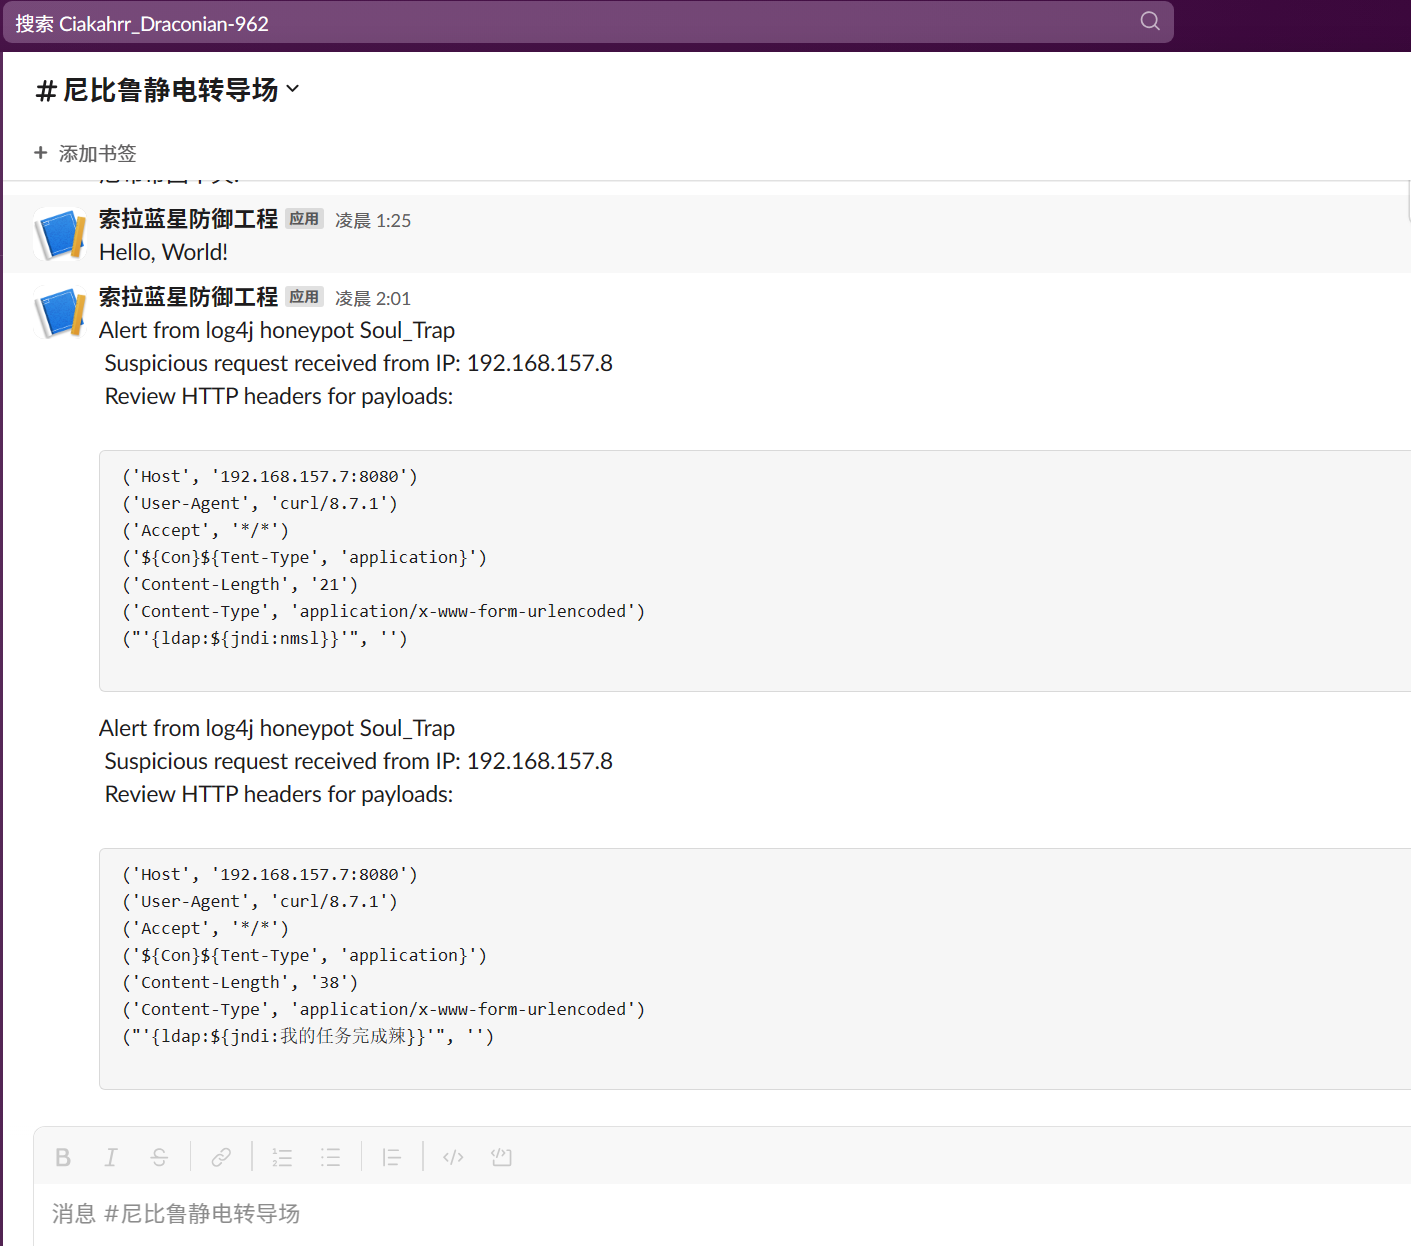 搜索 Ciakahrr_Draconian-962
# 尼比鲁静电转导场
+ 添加书签
索拉蓝星防御工程 应用 凌晨 1:25
Hello, World!
索拉蓝星防御工程 应用 凌晨 2:01
Alert from log4j honeypot Soul_Trap
Suspicious request received from IP: 192.168.157.8
Review HTTP headers for payloads:
('Host', '192.168.157.7:8080')
('User-Agent', 'curl/8.7.1')
('Accept', '*/*')
('${Con}${Tent-Type', 'application}')
('Content-Length', '21')
('Content-Type', 'application/x-www-form-urlencoded')
("'{ldap:${jndi:nmsl}}'", '')
Alert from log4j honeypot Soul_Trap
Suspicious request received from IP: 192.168.157.8
Review HTTP headers for payloads:
('Host', '192.168.157.7:8080')
('User-Agent', 'curl/8.7.1')
('Accept', '*/*')
('${Con}${Tent-Type', 'application}')
('Content-Length', '38')
('Content-Type', 'application/x-www-form-urlencoded')
("'{ldap:${jndi:我的任务完成辣}}'", '')
消息 #尼比鲁静电转导场